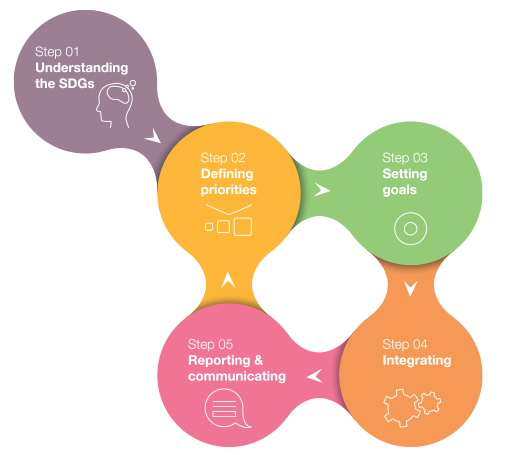 Step 01
Understanding
the SDGs
Step 02
Defining
priorities
Step 03
Setting
goals
Step 04
Integrating
Step 05
Reporting &
communicating